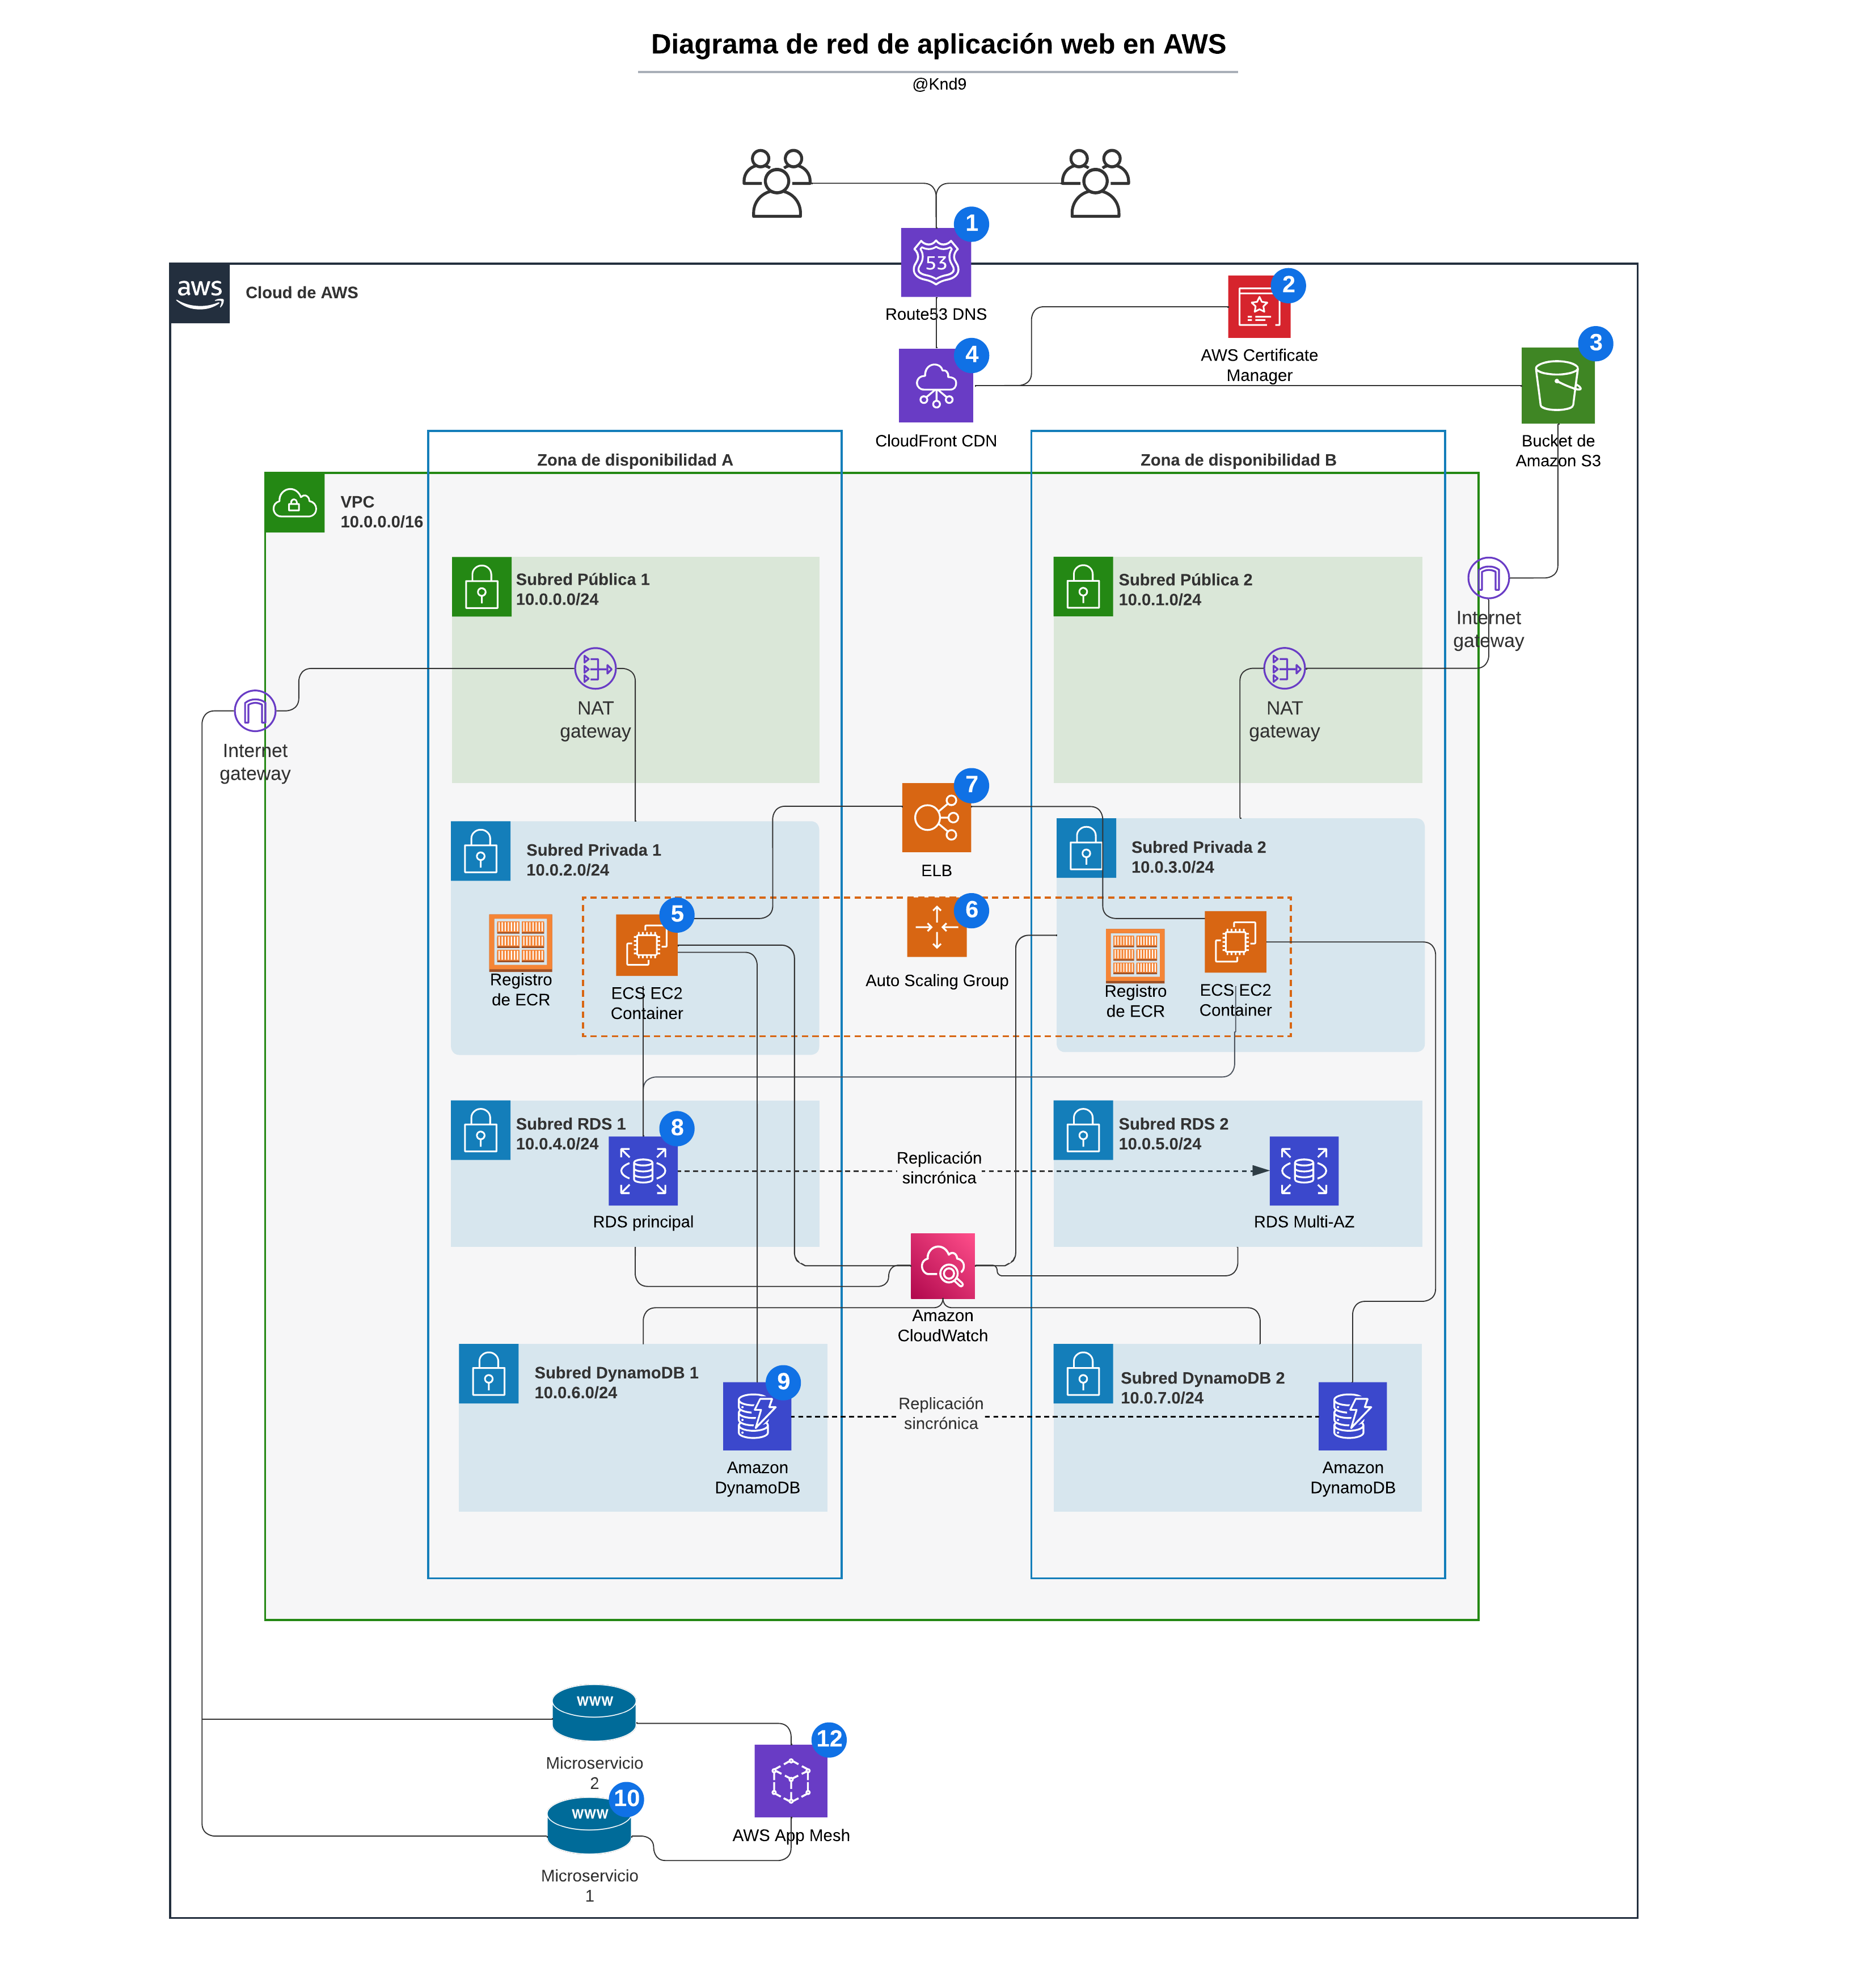 Diagrama de red de aplicación web en AWS
@Knd9
1
53
Route53 DNS
aws
Cloud de AWS
2
AWS Certificate
Manager
3
Bucket de
Amazon S3
4
CloudFront CDN
Zona de disponibilidad A
Zona de disponibilidad B
VPC
10.0.0.0/16
Subred Pública 1
10.0.0.0/24
NAT
gateway
Subred Pública 2
10.0.1.0/24
NAT
gateway
Internet
gateway
Internet
gateway
7
ELB
Subred Privada 1
10.0.2.0/24
Registro
de ECR
5
ECS EC2
Container
6
Auto Scaling Group
Subred Privada 2
10.0.3.0/24
Registro
de ECR
ECS EC2
Container
Subred RDS 1
10.0.4.0/24
8
RDS principal
Replicación
sincrónica
Subred RDS 2
10.0.5.0/24
RDS Multi-AZ
Amazon
CloudWatch
Subred DynamoDB 1
10.0.6.0/24
9
Amazon
DynamoDB
Replicación
sincrónica
Subred DynamoDB 2
10.0.7.0/24
Amazon
DynamoDB
WWW
Microservicio
2
12
AWS App Mesh
10
WWW
Microservicio
1